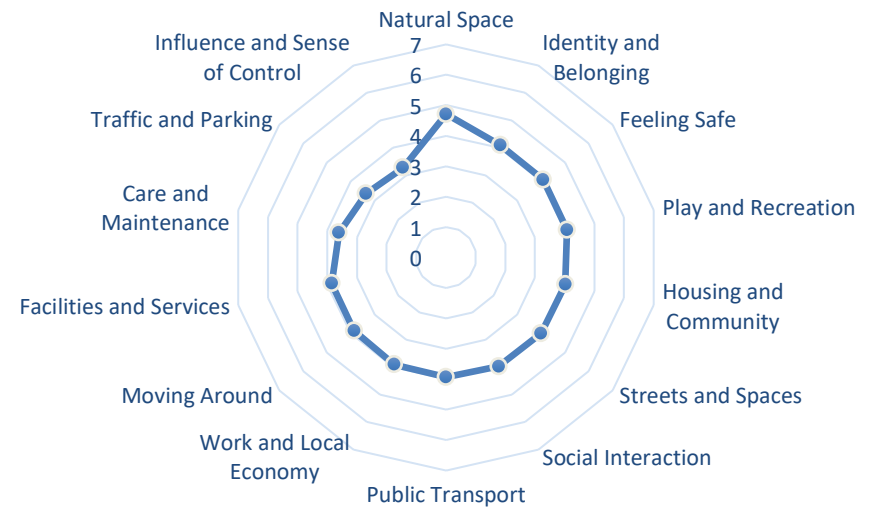 Natural Space
Identity and
Belonging
Feeling Safe
Play and Recreation
Housing and
Community
Streets and Spaces
Social Interaction
Public Transport
Work and Local
Economy
Moving Around
Facilities and Services
Care and
Maintenance
Traffic and Parking
Influence and Sense
of Control
7
6
5
4
3
2
1
0